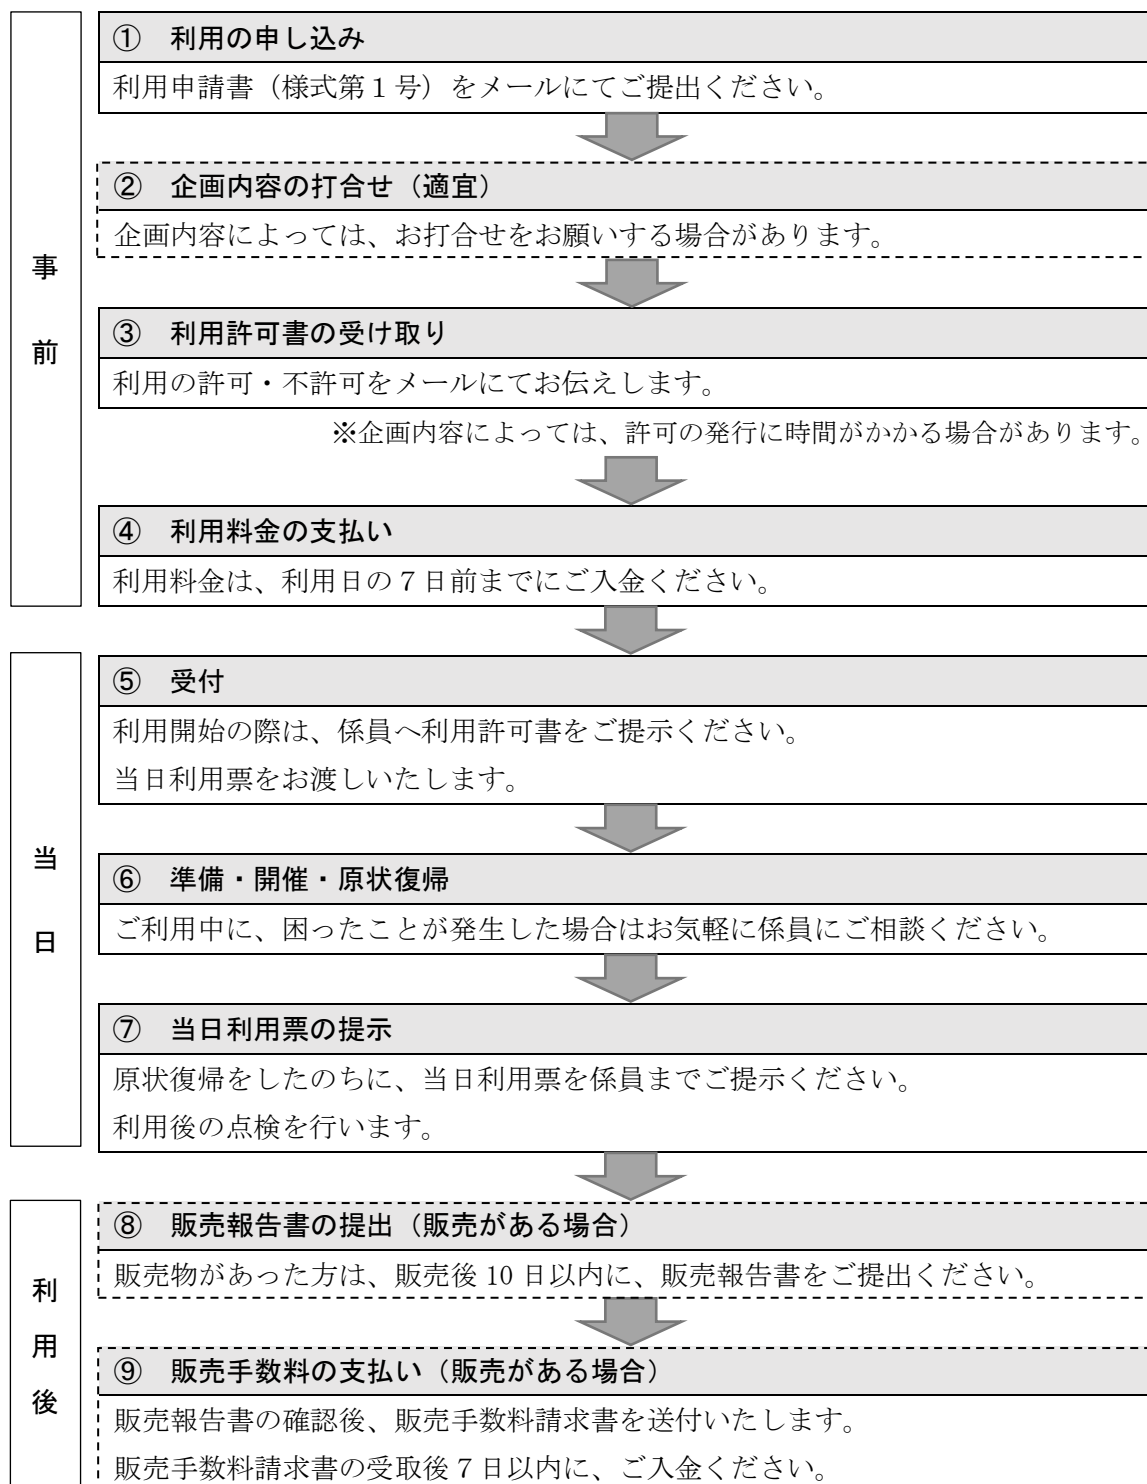 事前
① 利用の申し込み
利用申請書（様式第１号）をメールにてご提出ください。
② 企画内容の打合せ（適宜）
企画内容によっては、お打合せをお願いする場合があります。
③ 利用許可書の受け取り
利用の許可・不許可をメールにてお伝えします。
※企画内容によっては、許可の発行に時間がかかる場合があります。
④ 利用料金の支払い
利用料金は、利用日の７日前までにご入金ください。
当日
⑤ 受付
利用開始の際は、係員へ利用許可書をご提示ください。
当日利用票をお渡しいたします。
⑥ 準備・開催・原状復帰
ご利用中に、困ったことが発生した場合はお気軽に係員にご相談ください。
⑦ 当日利用票の提示
原状復帰をしたのちに、当日利用票を係員までご提示ください。
利用後の点検を行います。
利用後
⑧ 販売報告書の提出（販売がある場合）
販売物があった方は、販売後 10 日以内に、販売報告書をご提出ください。
⑨ 販売手数料の支払い（販売がある場合）
販売報告書の確認後、販売手数料請求書を送付いたします。
販売手数料請求書の受取後７日以内に、ご入金ください。